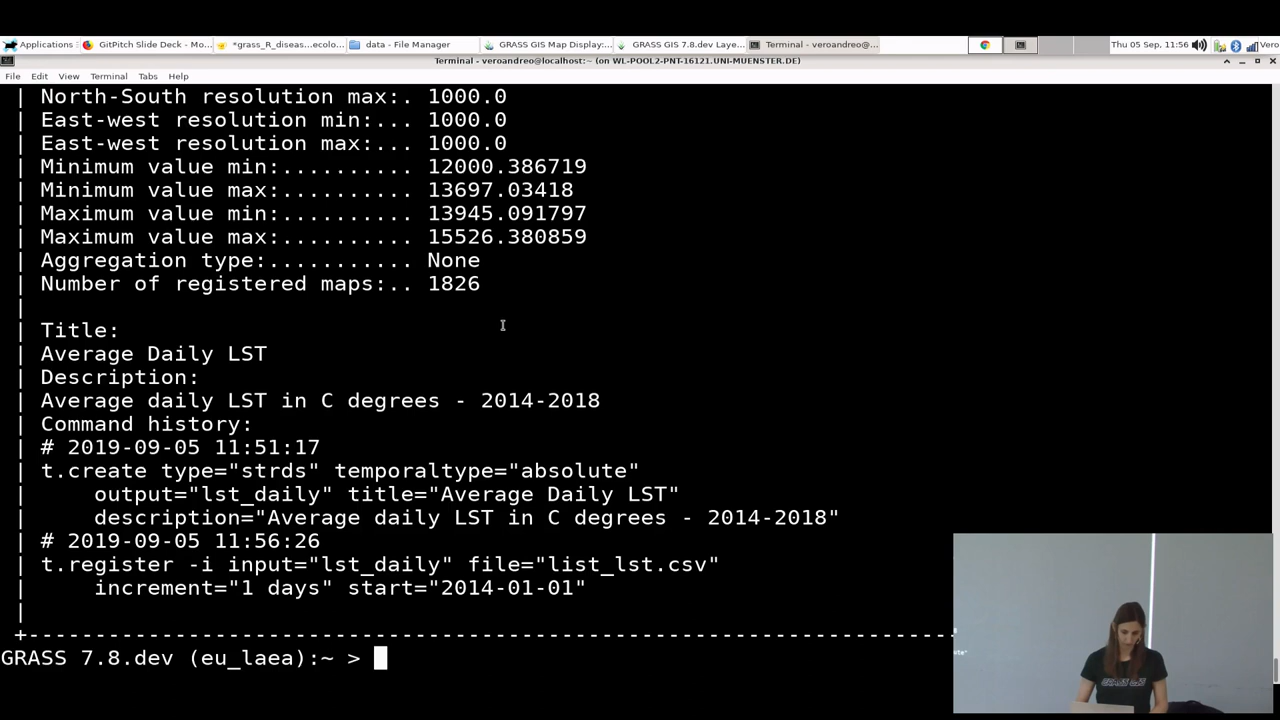 Applications
GitPitch Slide Deck - Mo...
*grass_R_diseas...ecolo...
data - File Manager
GRASS GIS Map Display:...
GRASS GIS 7.8.dev Laye...
Terminal - veroandreo@...
Thu 05 Sep, 11:56
Vero
Terminal - veroandreo@localhost:~ (on WL-POOL2-PNT-16121.UNI-MUENSTER.DE)
File Edit View Terminal Tabs Help
| North-South resolution max:. 1000.0
| East-west resolution min:... 1000.0
| East-west resolution max:... 1000.0
| Minimum value min:.......... 12000.386719
| Minimum value max:.......... 13697.03418
| Maximum value min:.......... 13945.091797
| Maximum value max:.......... 15526.380859
| Aggregation type:........... None
| Number of registered maps:.. 1826
|
| Title:
| Average Daily LST
| Description:
| Average daily LST in C degrees - 2014-2018
| Command history:
| # 2019-09-05 11:51:17
| t.create type="strds" temporaltype="absolute"
|     output="lst_daily" title="Average Daily LST"
|     description="Average daily LST in C degrees - 2014-2018"
| # 2019-09-05 11:56:26
| t.register -i input="lst_daily" file="list_lst.csv"
|     increment="1 days" start="2014-01-01"
|
+----------------------------------------------------------------------
GRASS 7.8.dev (eu_laea):~ >
GRASS GIS